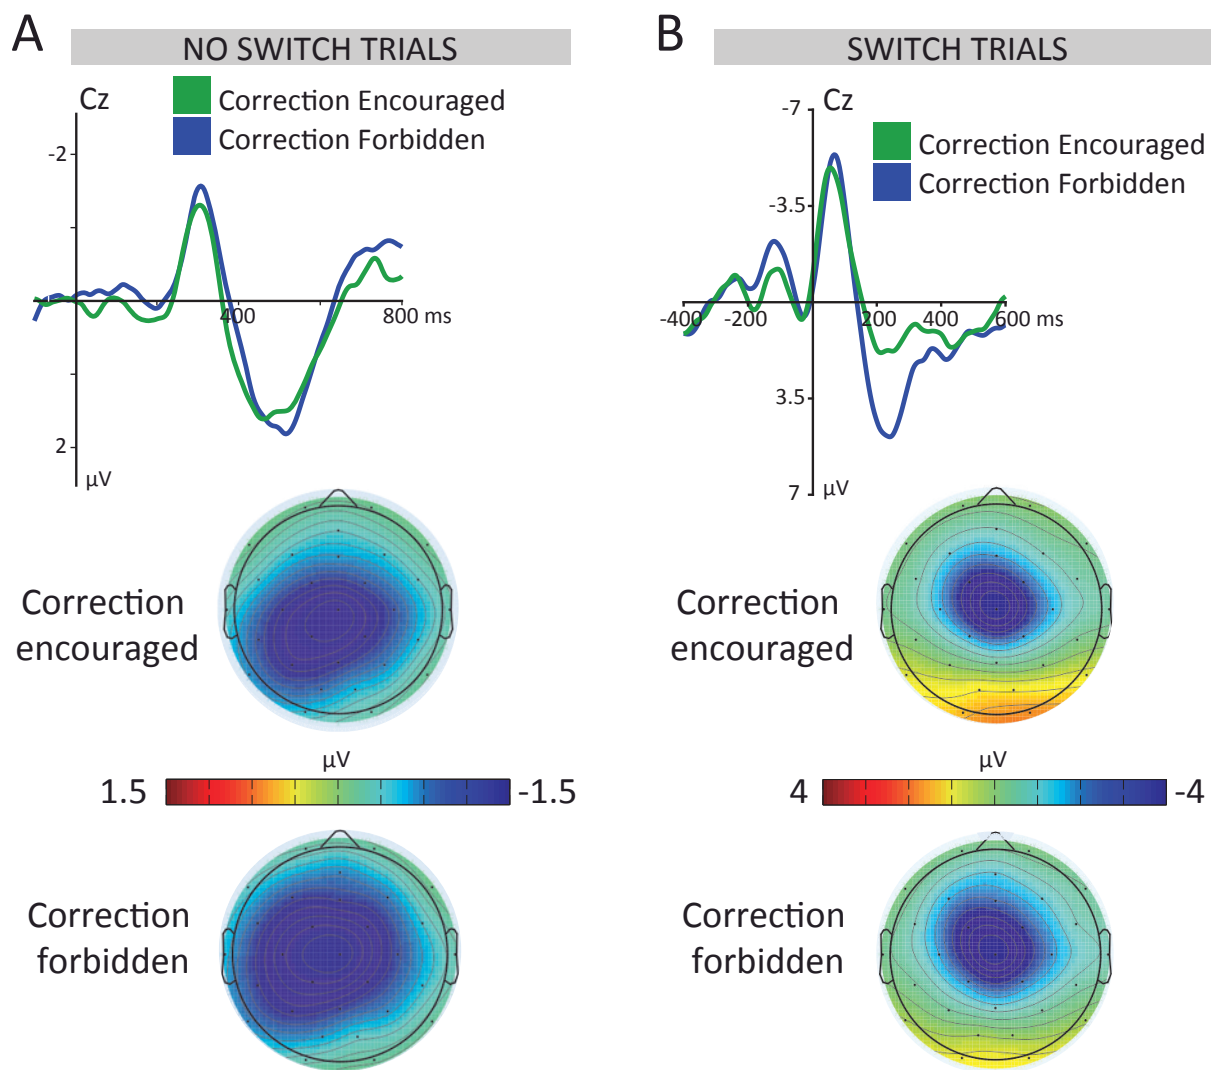 A
NO SWITCH TRIALS
Cz
Correction Encouraged
Correction Forbidden
-2
400
800 ms
2
µV
Correction
encouraged
µV
1.5
-1.5
Correction
forbidden
B
SWITCH TRIALS
-7
Cz
Correction Encouraged
Correction Forbidden
-3.5
-400
-200
0
200
400
600 ms
3.5
7
µV
Correction
encouraged
µV
4
-4
Correction
forbidden